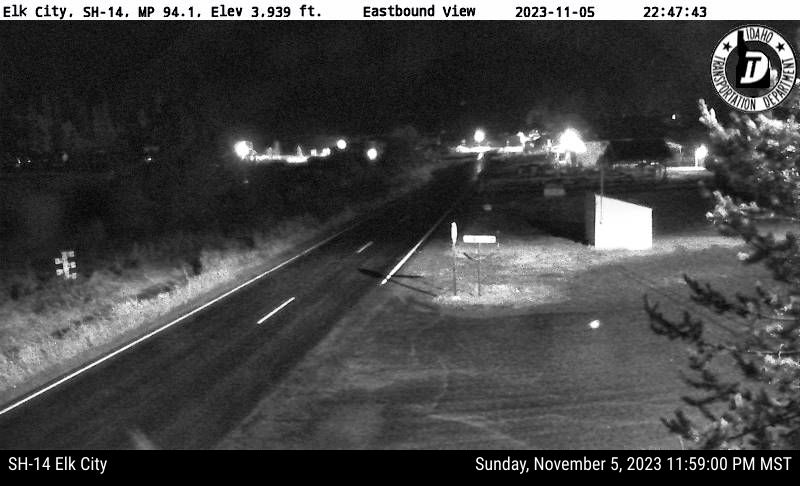 Elk City, SH-14, MP 94.1, Elev 3,939 ft. Eastbound View 2023-11-05 22:47:43
IDAHO
TRANSPORTATION DEPARTMENT
SH-14 Elk City Sunday, November 5, 2023 11:59:00 PM MST